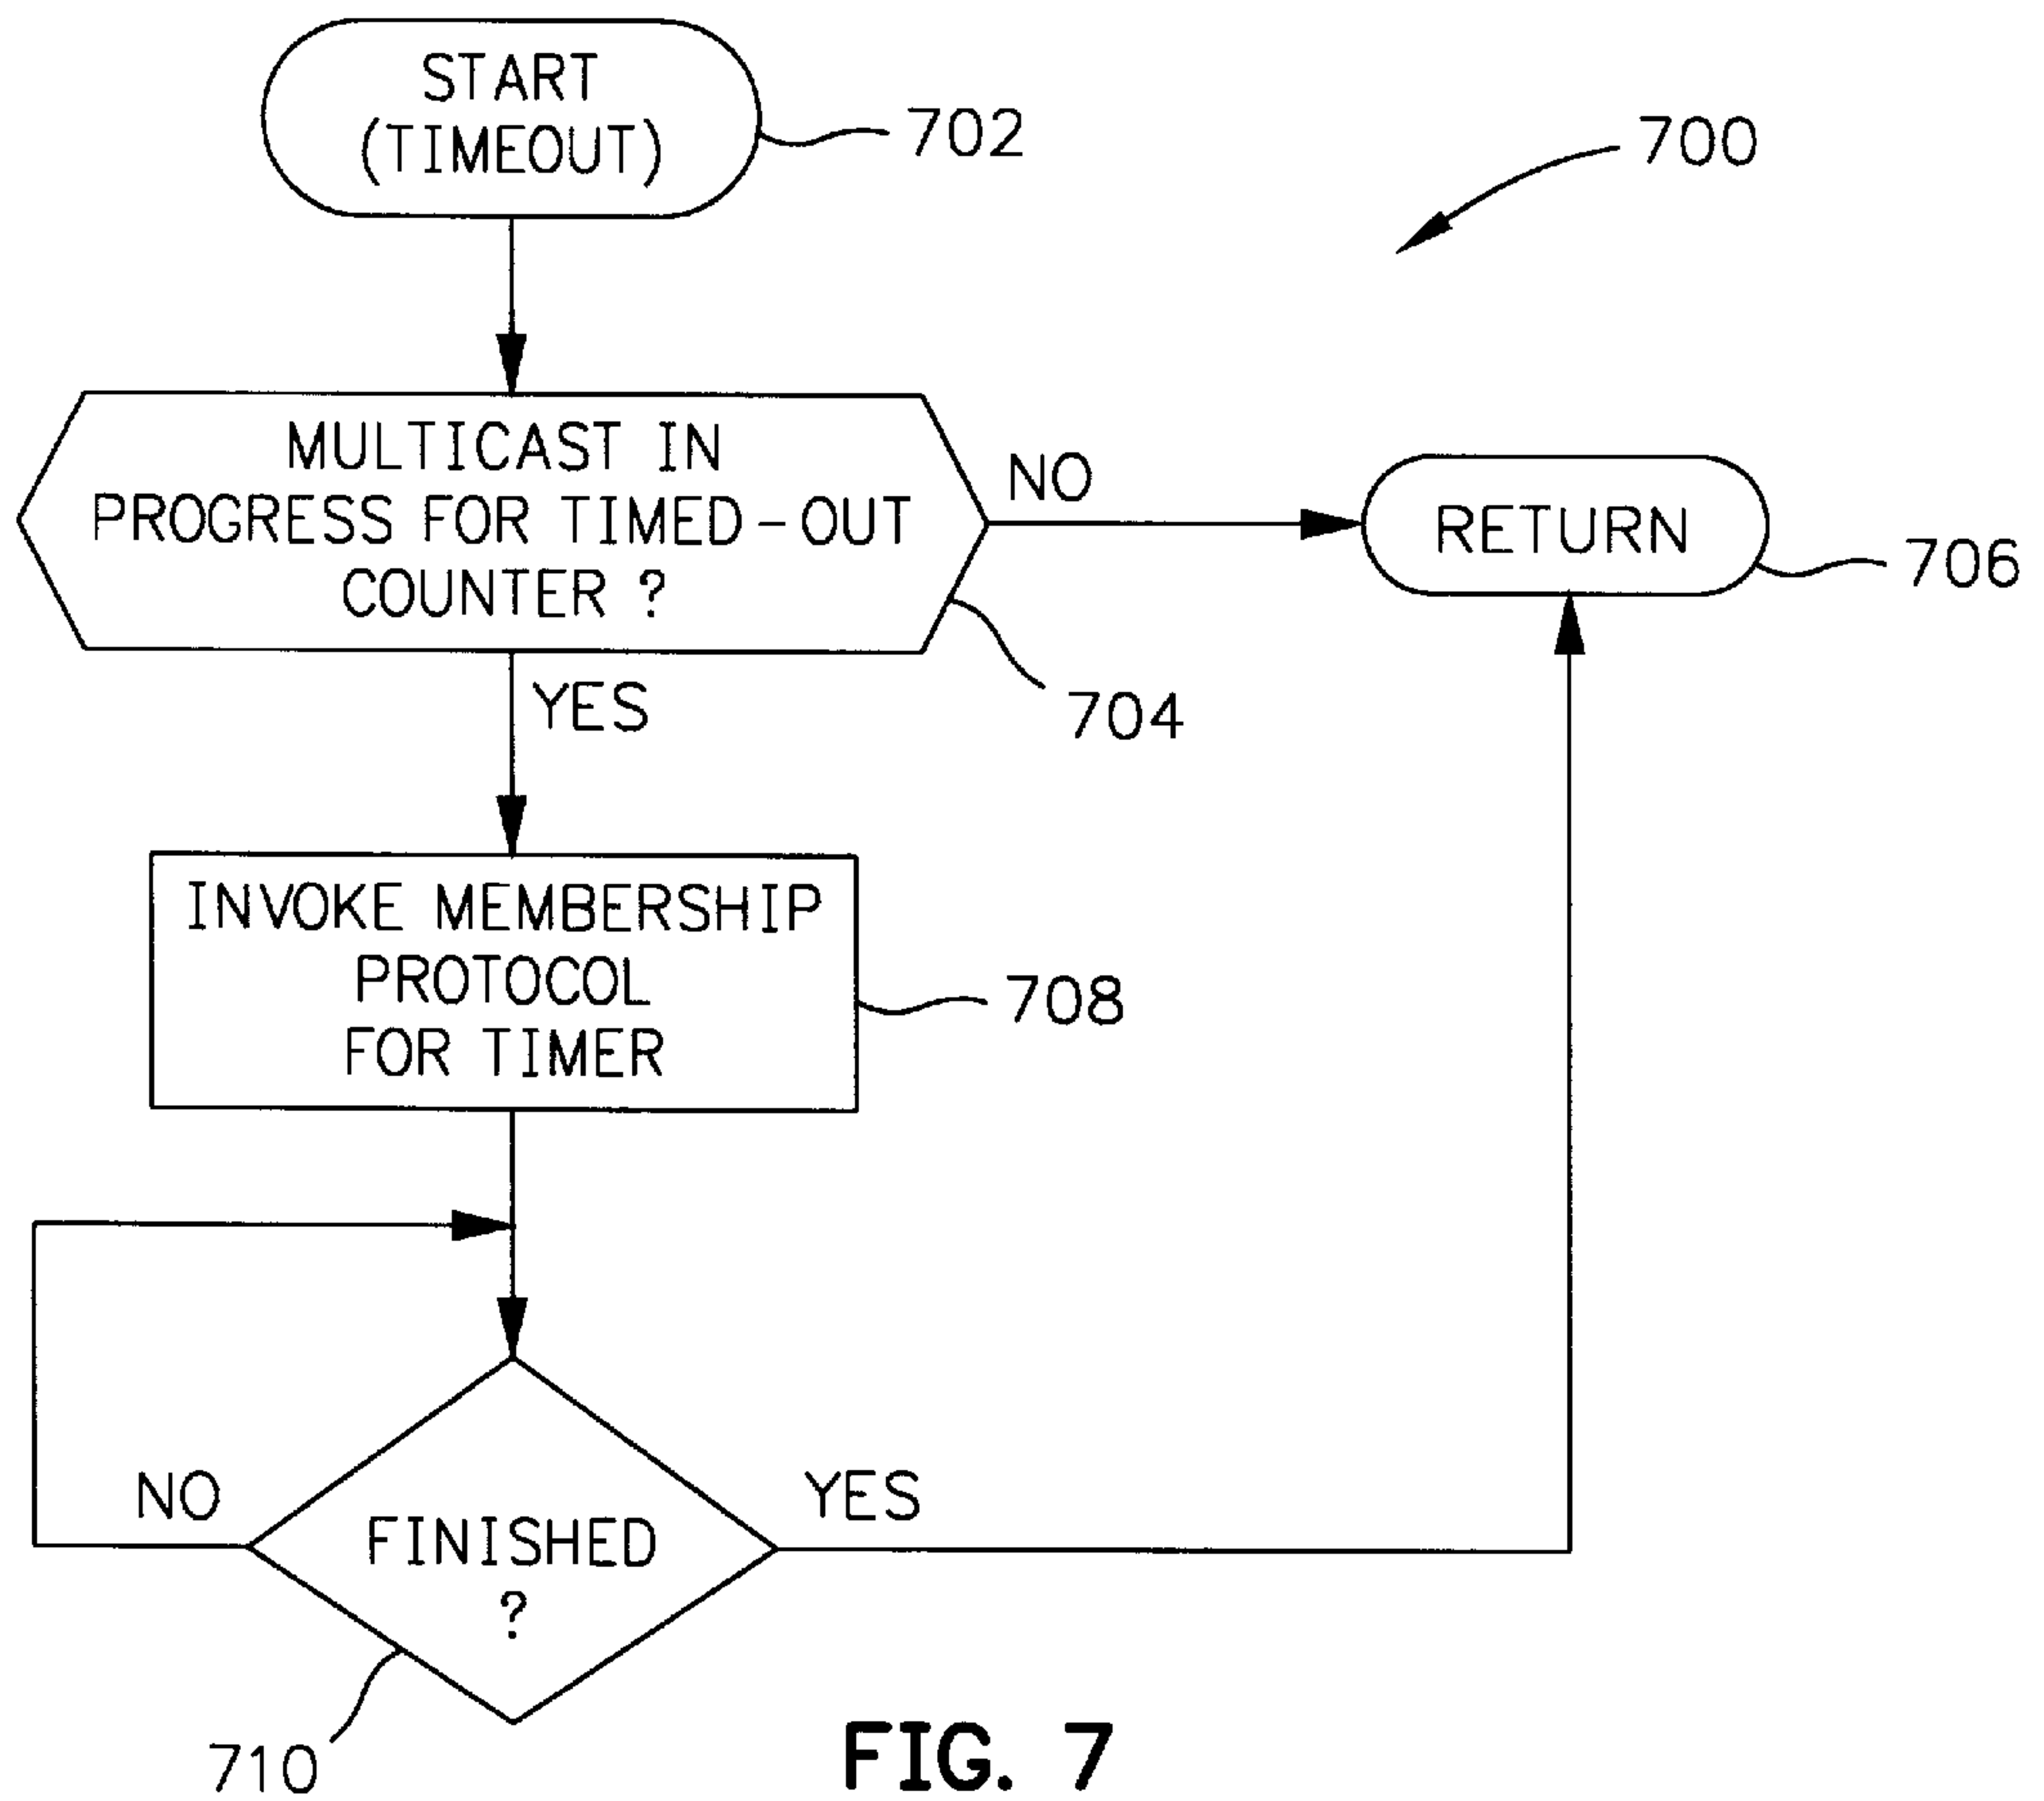 START
(TIMEOUT)
702
700
MULTICAST IN
PROGRESS FOR TIMED-OUT
COUNTER ?
NO
RETURN
706
704
YES
INVOKE MEMBERSHIP
PROTOCOL
FOR TIMER
708
NO
FINISHED
?
YES
710
FIG. 7